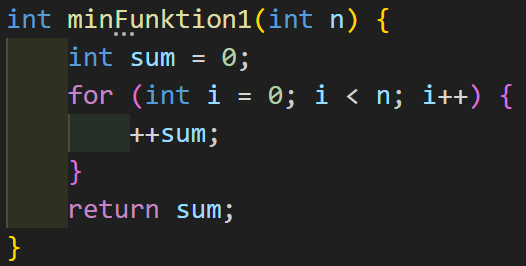 int minFunktion1(int n) {
    int sum = 0;
    for (int i = 0; i < n; i++) {
        ++sum;
    }
    return sum;
}